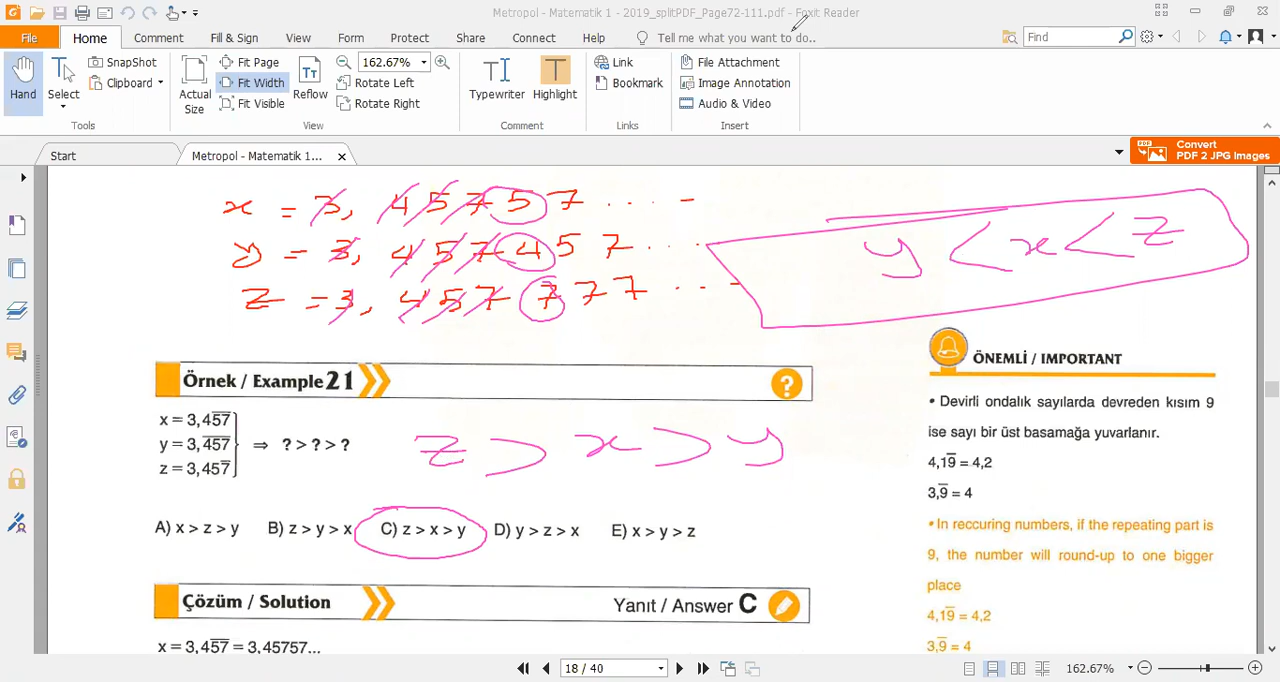 Metropol - Matematik 1 - 2019_splitPDF_Page72-111.pdf - Foxit Reader
File Home Comment Fill & Sign View Form Protect Share Connect Help Tell me what you want to do.. Find
Hand
Select
SnapShot
Clipboard
Tools
Actual Size
Fit Page
Fit Width
Fit Visible
Reflow
162.67%
Rotate Left
Rotate Right
View
Typewriter
Highlight
Comment
Link
Bookmark
Links
File Attachment
Image Annotation
Audio & Video
Insert
Start
Metropol - Matematik 1...
Convert
PDF 2 JPG Images
x = 3, 4 5 7 5 7 ....
y = 3, 4 5 7 4 5 7 ....
z = 3, 4 5 7 7 7 7 ....
y < x < z
Örnek / Example 21
?
x = 3,45̅7̅
y = 3,4̅5̅7̅ ⇒ ? > ? > ?
z = 3,457̅
z > x > y
A) x > z > y B) z > y > x C) z > x > y D) y > z > x E) x > y > z
Çözüm / Solution
Yanıt / Answer C
x = 3,45̅7̅ = 3,45757...
ÖNEMLİ / IMPORTANT
• Devirli ondalık sayılarda devreden kısım 9
ise sayı bir üst basamağa yuvarlanır.
4,19̅ = 4,2
3,9̅ = 4
• In reccuring numbers, if the repeating part is
9, the number will round-up to one bigger
place
4,19̅ = 4,2
3,9̅ = 4
18 / 40
162.67%